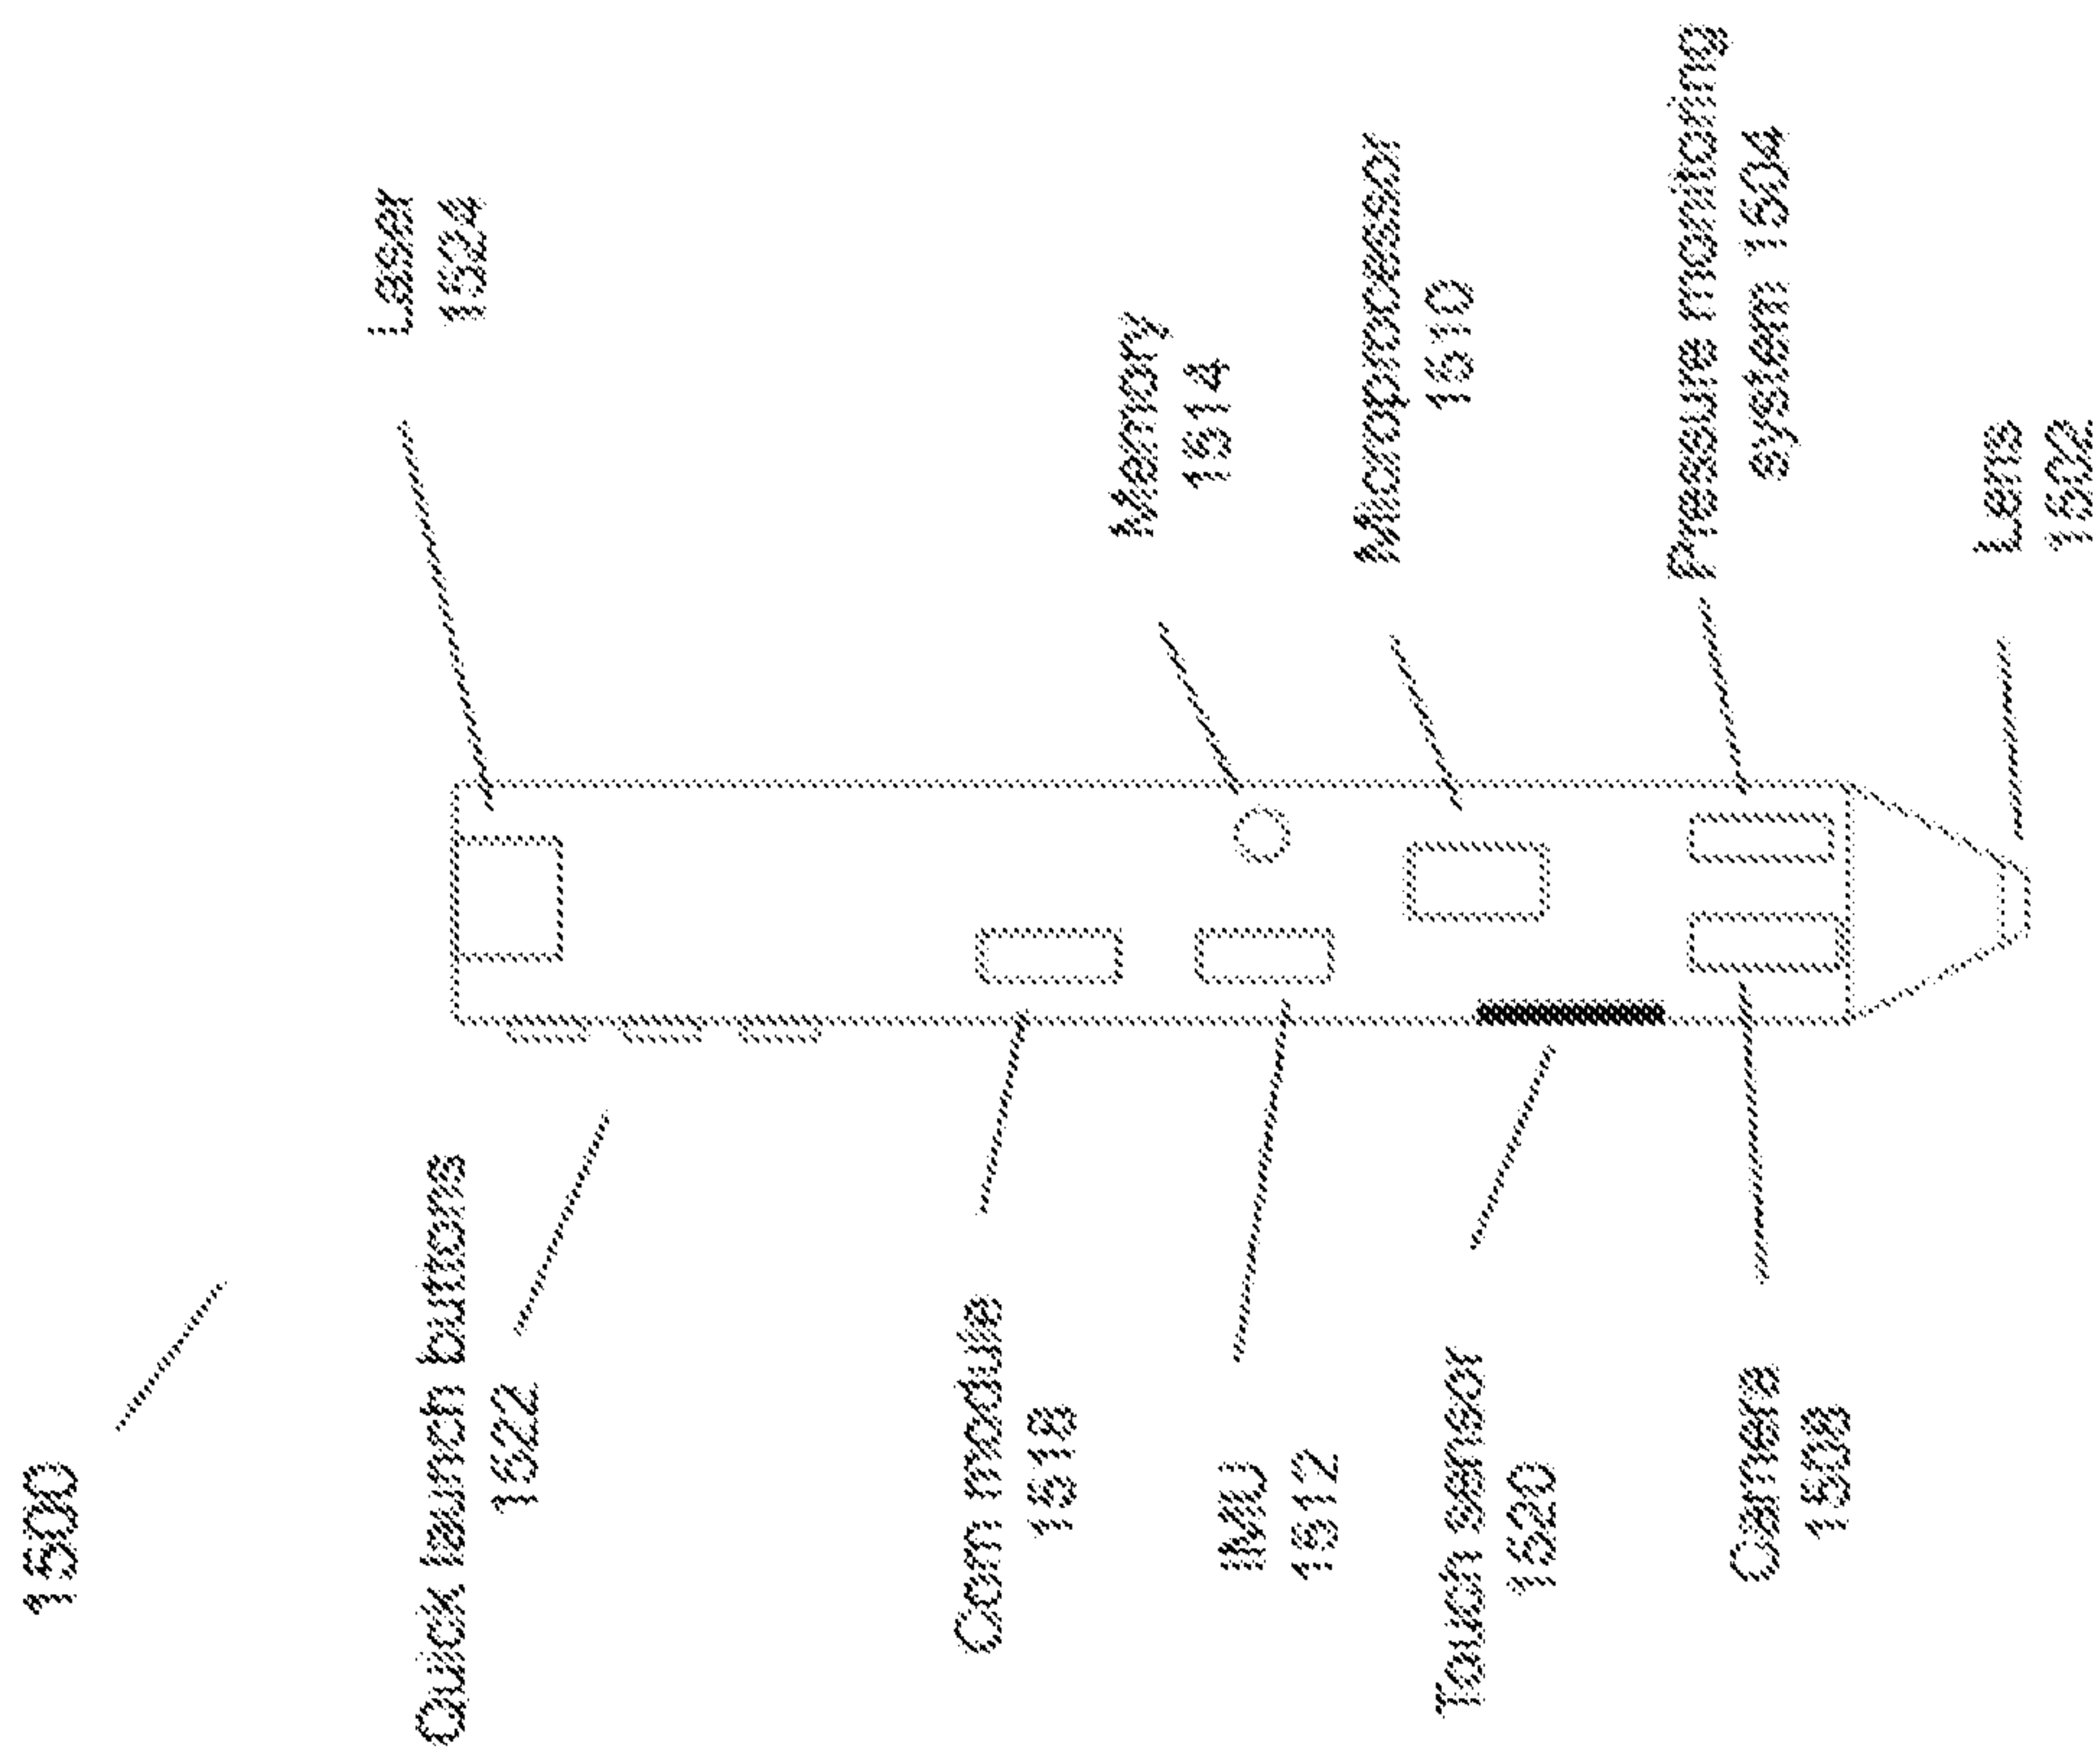 1500
Laser
1524
Quick launch buttons
1522
Com module
1518
Memory
1514
IMU
1512
Microprocessor
1510
Touch sensor
1520
Pressure monitoring
system 1504
Camera
1508
Lens
1502